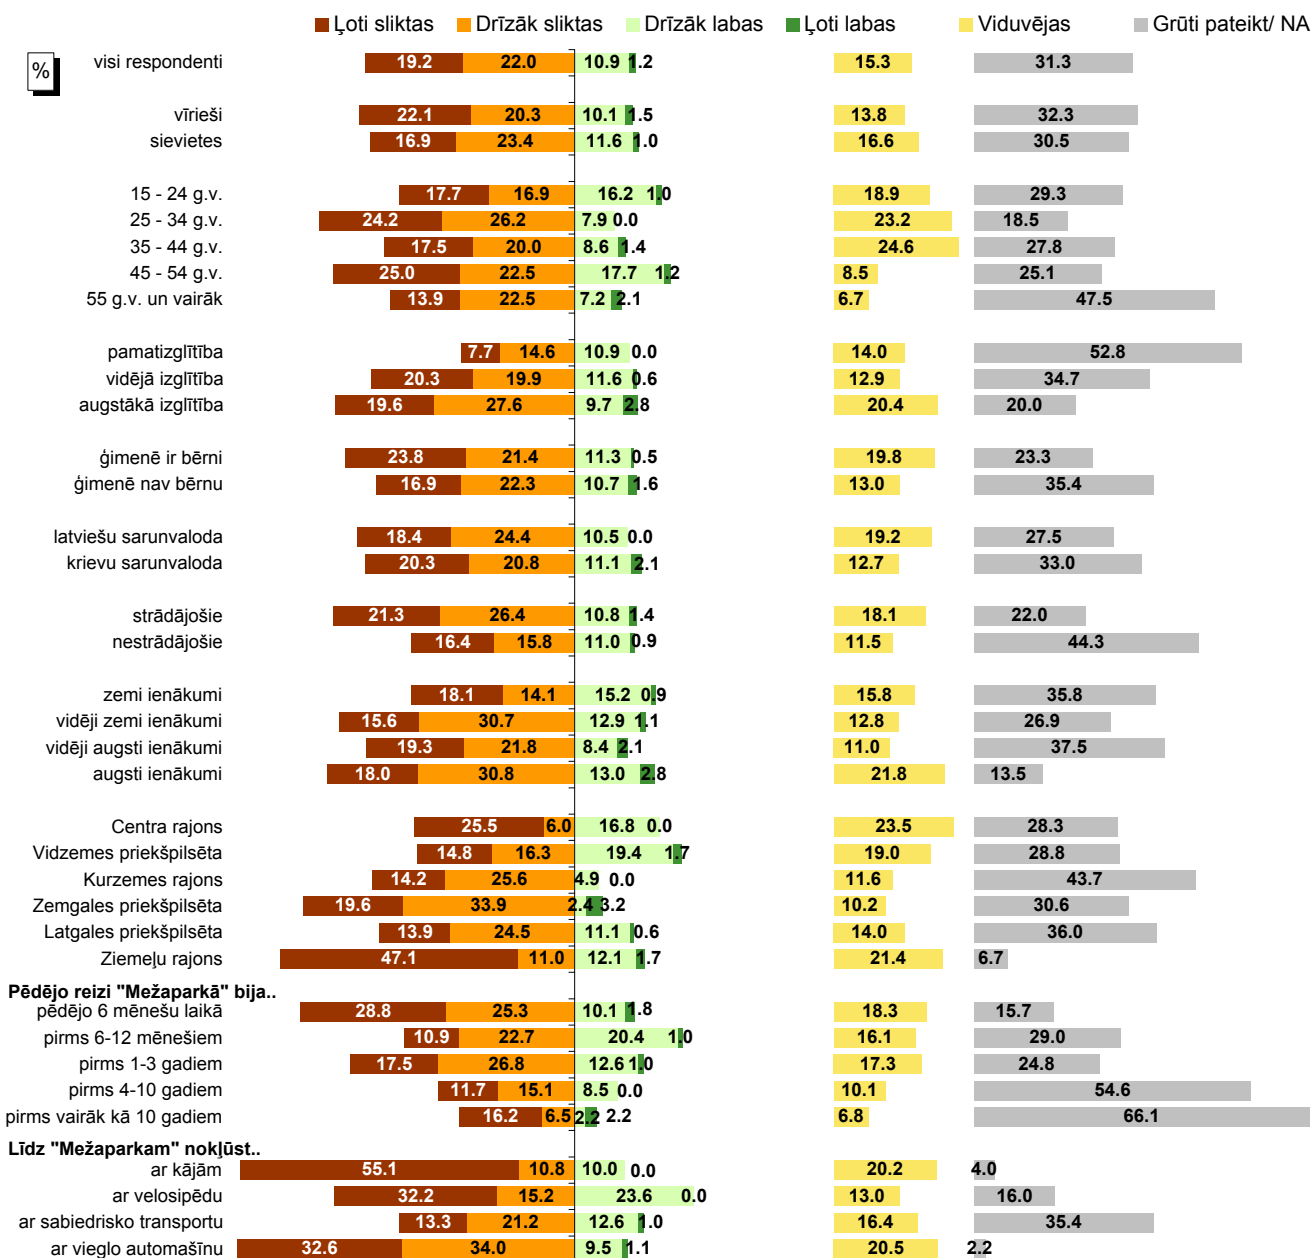 Ļoti sliktas Drīzāk sliktas Drīzāk labas Ļoti labas Viduvējas Grūti pateikt/ NA
%
visi respondenti 19.2 22.0 10.9 1.2 15.3 31.3
vīrieši 22.1 20.3 10.1 1.5 13.8 32.3
sievietes 16.9 23.4 11.6 1.0 16.6 30.5
15 - 24 g.v. 17.7 16.9 16.2 1.0 18.9 29.3
25 - 34 g.v. 24.2 26.2 7.9 0.0 23.2 18.5
35 - 44 g.v. 17.5 20.0 8.6 1.4 24.6 27.8
45 - 54 g.v. 25.0 22.5 17.7 1.2 8.5 25.1
55 g.v. un vairāk 13.9 22.5 7.2 2.1 6.7 47.5
pamatizglītība 7.7 14.6 10.9 0.0 14.0 52.8
vidējā izglītība 20.3 19.9 11.6 0.6 12.9 34.7
augstākā izglītība 19.6 27.6 9.7 2.8 20.4 20.0
ģimenē ir bērni 23.8 21.4 11.3 0.5 19.8 23.3
ģimenē nav bērnu 16.9 22.3 10.7 1.6 13.0 35.4
latviešu sarunvaloda 18.4 24.4 10.5 0.0 19.2 27.5
krievu sarunvaloda 20.3 20.8 11.1 2.1 12.7 33.0
strādājošie 21.3 26.4 10.8 1.4 18.1 22.0
nestrādājošie 16.4 15.8 11.0 0.9 11.5 44.3
zemi ienākumi 18.1 14.1 15.2 0.9 15.8 35.8
vidēji zemi ienākumi 15.6 30.7 12.9 1.1 12.8 26.9
vidēji augsti ienākumi 19.3 21.8 8.4 2.1 11.0 37.5
augsti ienākumi 18.0 30.8 13.0 2.8 21.8 13.5
Centra rajons 25.5 6.0 16.8 0.0 23.5 28.3
Vidzemes priekšpilsēta 14.8 16.3 19.4 1.7 19.0 28.8
Kurzemes rajons 14.2 25.6 4.9 0.0 11.6 43.7
Zemgales priekšpilsēta 19.6 33.9 2.4 3.2 10.2 30.6
Latgales priekšpilsēta 13.9 24.5 11.1 0.6 14.0 36.0
Ziemeļu rajons 47.1 11.0 12.1 1.7 21.4 6.7
Pēdējo reizi "Mežaparkā" bija..
pēdējo 6 mēnešu laikā 28.8 25.3 10.1 1.8 18.3 15.7
pirms 6-12 mēnešiem 10.9 22.7 20.4 1.0 16.1 29.0
pirms 1-3 gadiem 17.5 26.8 12.6 1.0 17.3 24.8
pirms 4-10 gadiem 11.7 15.1 8.5 0.0 10.1 54.6
pirms vairāk kā 10 gadiem 16.2 6.5 2.2 2.2 6.8 66.1
Līdz "Mežaparkam" nokļūst..
ar kājām 55.1 10.8 10.0 0.0 20.2 4.0
ar velosipēdu 32.2 15.2 23.6 0.0 13.0 16.0
ar sabiedrisko transportu 13.3 21.2 12.6 1.0 16.4 35.4
ar vieglo automašīnu 32.6 34.0 9.5 1.1 20.5 2.2